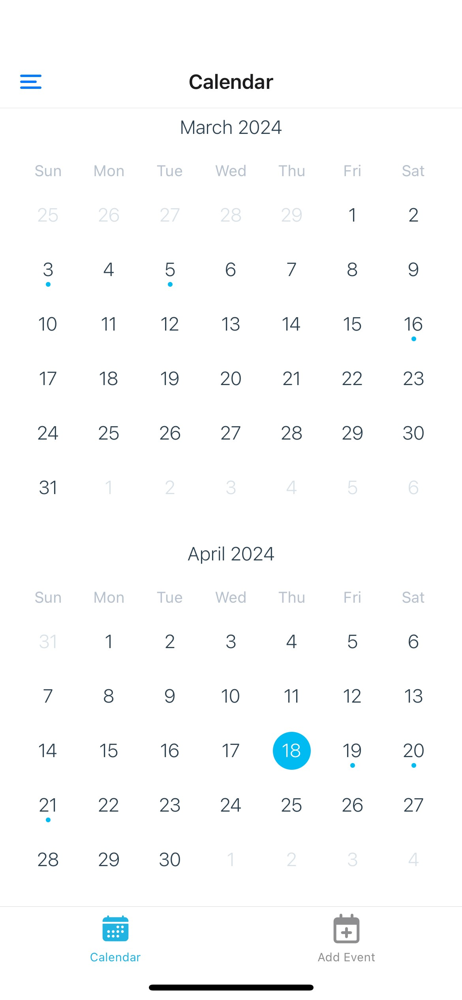 Calendar
March 2024
Sun Mon Tue Wed Thu Fri Sat
25 26 27 28 29 1 2
3 4 5 6 7 8 9
10 11 12 13 14 15 16
17 18 19 20 21 22 23
24 25 26 27 28 29 30
31 1 2 3 4 5 6
April 2024
Sun Mon Tue Wed Thu Fri Sat
31 1 2 3 4 5 6
7 8 9 10 11 12 13
14 15 16 17 18 19 20
21 22 23 24 25 26 27
28 29 30 1 2 3 4
Calendar Add Event